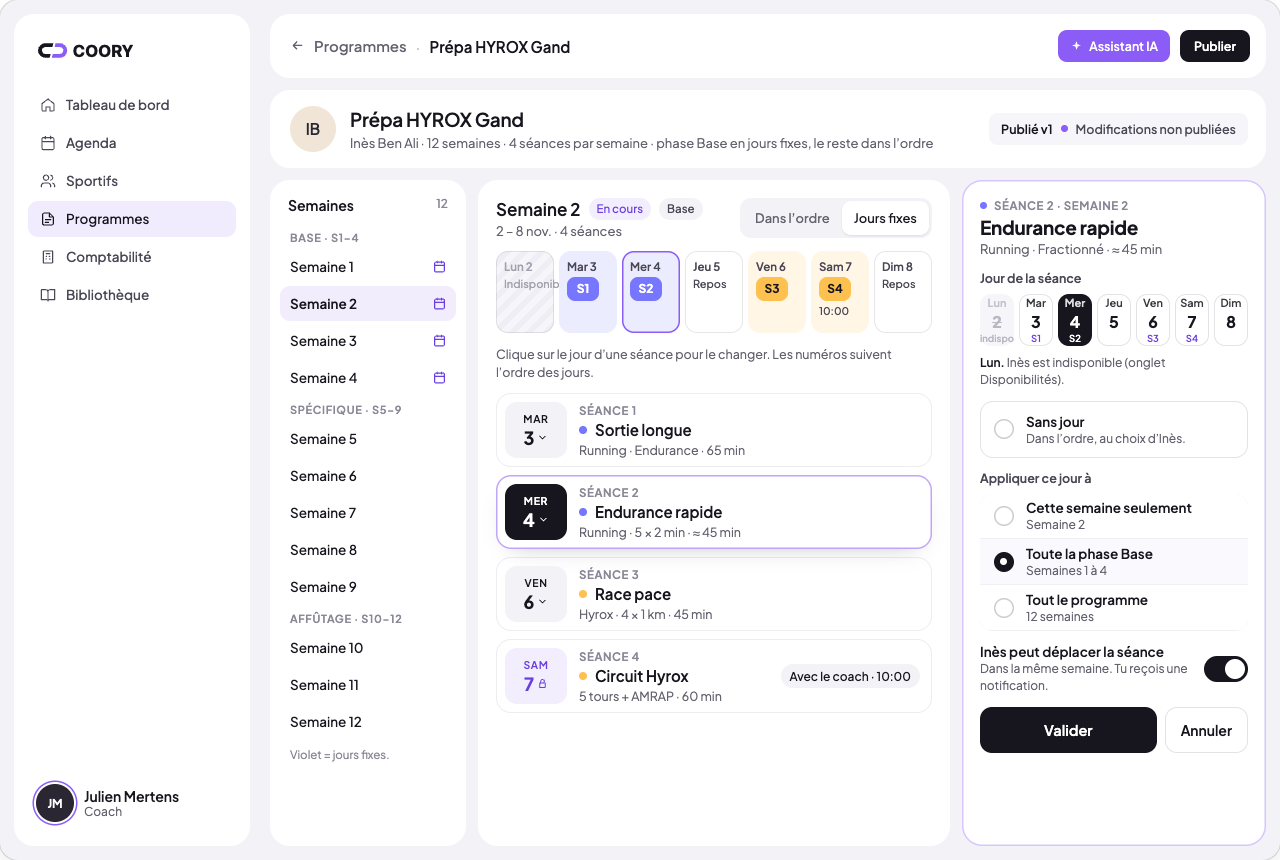 COORY
Tableau de bord
Agenda
Sportifs
Programmes
Comptabilité
Bibliothèque
JM
Julien Mertens
Coach
← Programmes · Prépa HYROX Gand
Assistant IA
Publier
IB
Prépa HYROX Gand
Inès Ben Ali · 12 semaines · 4 séances par semaine · phase Base en jours fixes, le reste dans l’ordre
Publié v1 • Modifications non publiées
Semaines 12
BASE · S1–4
Semaine 1
Semaine 2
Semaine 3
Semaine 4
SPÉCIFIQUE · S5–9
Semaine 5
Semaine 6
Semaine 7
Semaine 8
Semaine 9
AFFÛTAGE · S10–12
Semaine 10
Semaine 11
Semaine 12
Violet = jours fixes.
Semaine 2 En cours Base
2 – 8 nov. · 4 séances
Dans l’ordre Jours fixes
Lun 2 Mar 3 Mer 4 Jeu 5 Ven 6 Sam 7 Dim 8
Indisponib S1 S2 Repos S3 S4 Repos
10:00
Clique sur le jour d’une séance pour le changer. Les numéros suivent
l’ordre des jours.
MAR
3
SÉANCE 1
Sortie longue
Running · Endurance · 65 min
MER
4
SÉANCE 2
Endurance rapide
Running · 5 × 2 min · ≈ 45 min
VEN
6
SÉANCE 3
Race pace
Hyrox · 4 × 1 km · 45 min
SAM
7
SÉANCE 4
Circuit Hyrox
5 tours + AMRAP · 60 min
Avec le coach · 10:00
SÉANCE 2 · SEMAINE 2
Endurance rapide
Running · Fractionné · ≈ 45 min
Jour de la séance
Lun Mar Mer Jeu Ven Sam Dim
2 3 4 5 6 7 8
indispo S1 S2 S3 S4
Lun. Inès est indisponible (onglet
Disponibilités).
Sans jour
Dans l’ordre, au choix d’Inès.
Appliquer ce jour à
Cette semaine seulement
Semaine 2
Toute la phase Base
Semaines 1 à 4
Tout le programme
12 semaines
Inès peut déplacer la séance
Dans la même semaine. Tu reçois une
notification.
Valider
Annuler